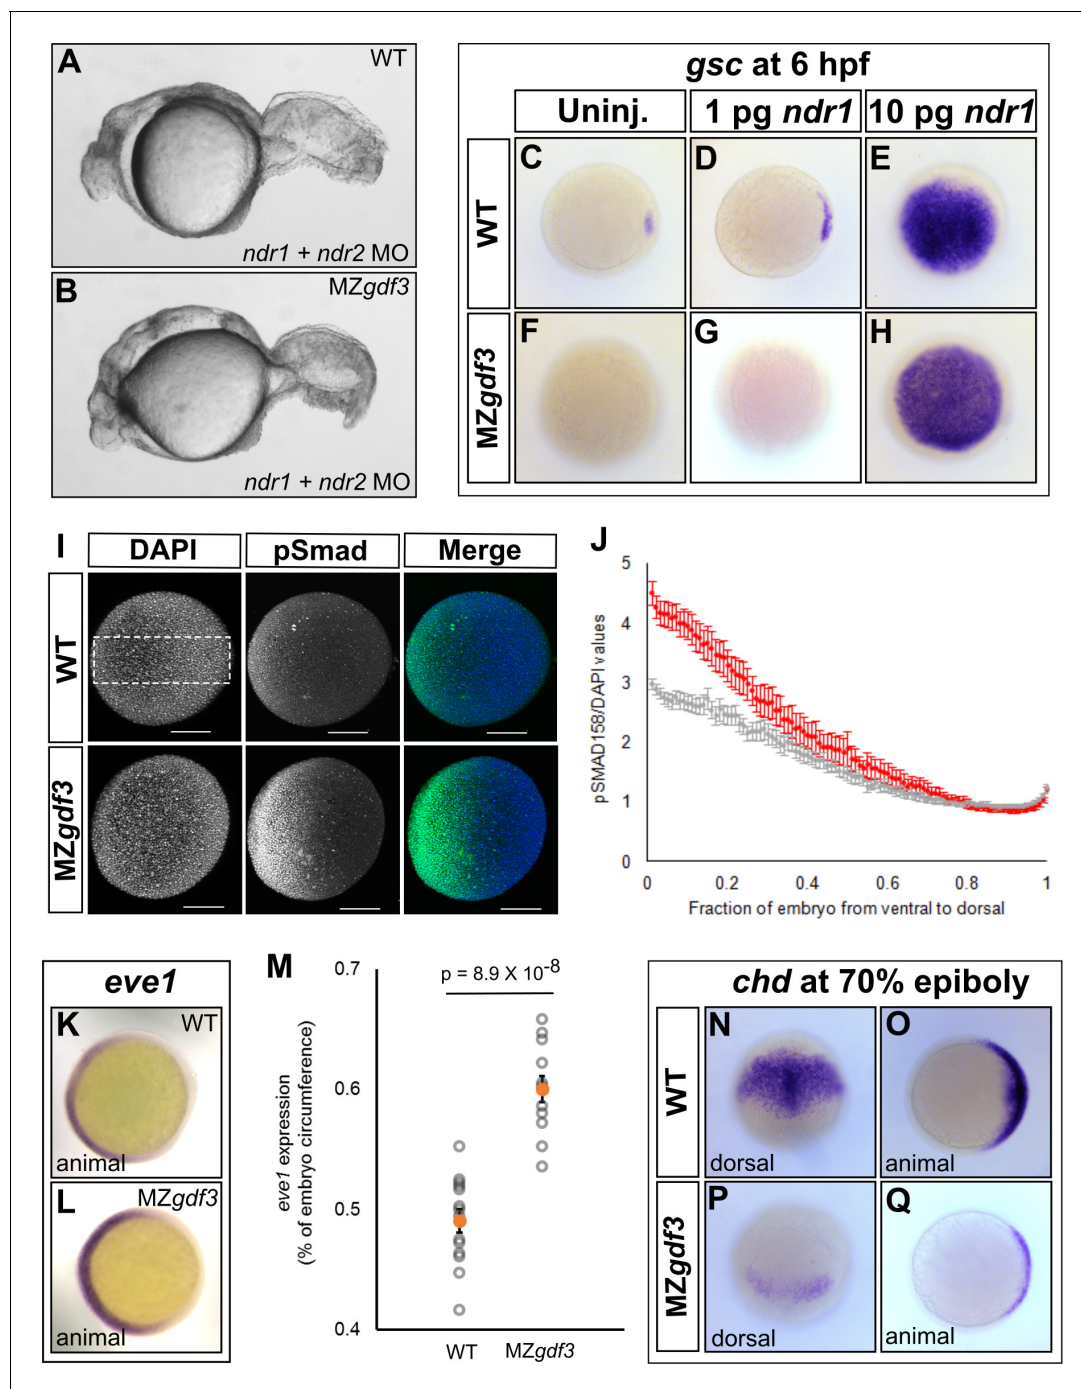 A
WT
ndr1 + ndr2 MO
B
MZgdf3
ndr1 + ndr2 MO
gsc at 6 hpf
Uninj.
1 pg ndr1
10 pg ndr1
WT
C
D
E
MZgdf3
F
G
H
I
DAPI
pSmad
Merge
WT
MZgdf3
J
pSMAD158/DAPI values
5
4
3
2
1
0
0
0.2
0.4
0.6
0.8
1
Fraction of embryo from ventral to dorsal
eve1
K
WT
animal
L
MZgdf3
animal
M
eve1 expression
(% of embryo circumference)
0.7
0.6
0.5
0.4
p = 8.9 X 10-8
WT
MZgdf3
chd at 70% epiboly
WT
N
dorsal
O
animal
MZgdf3
P
dorsal
Q
animal